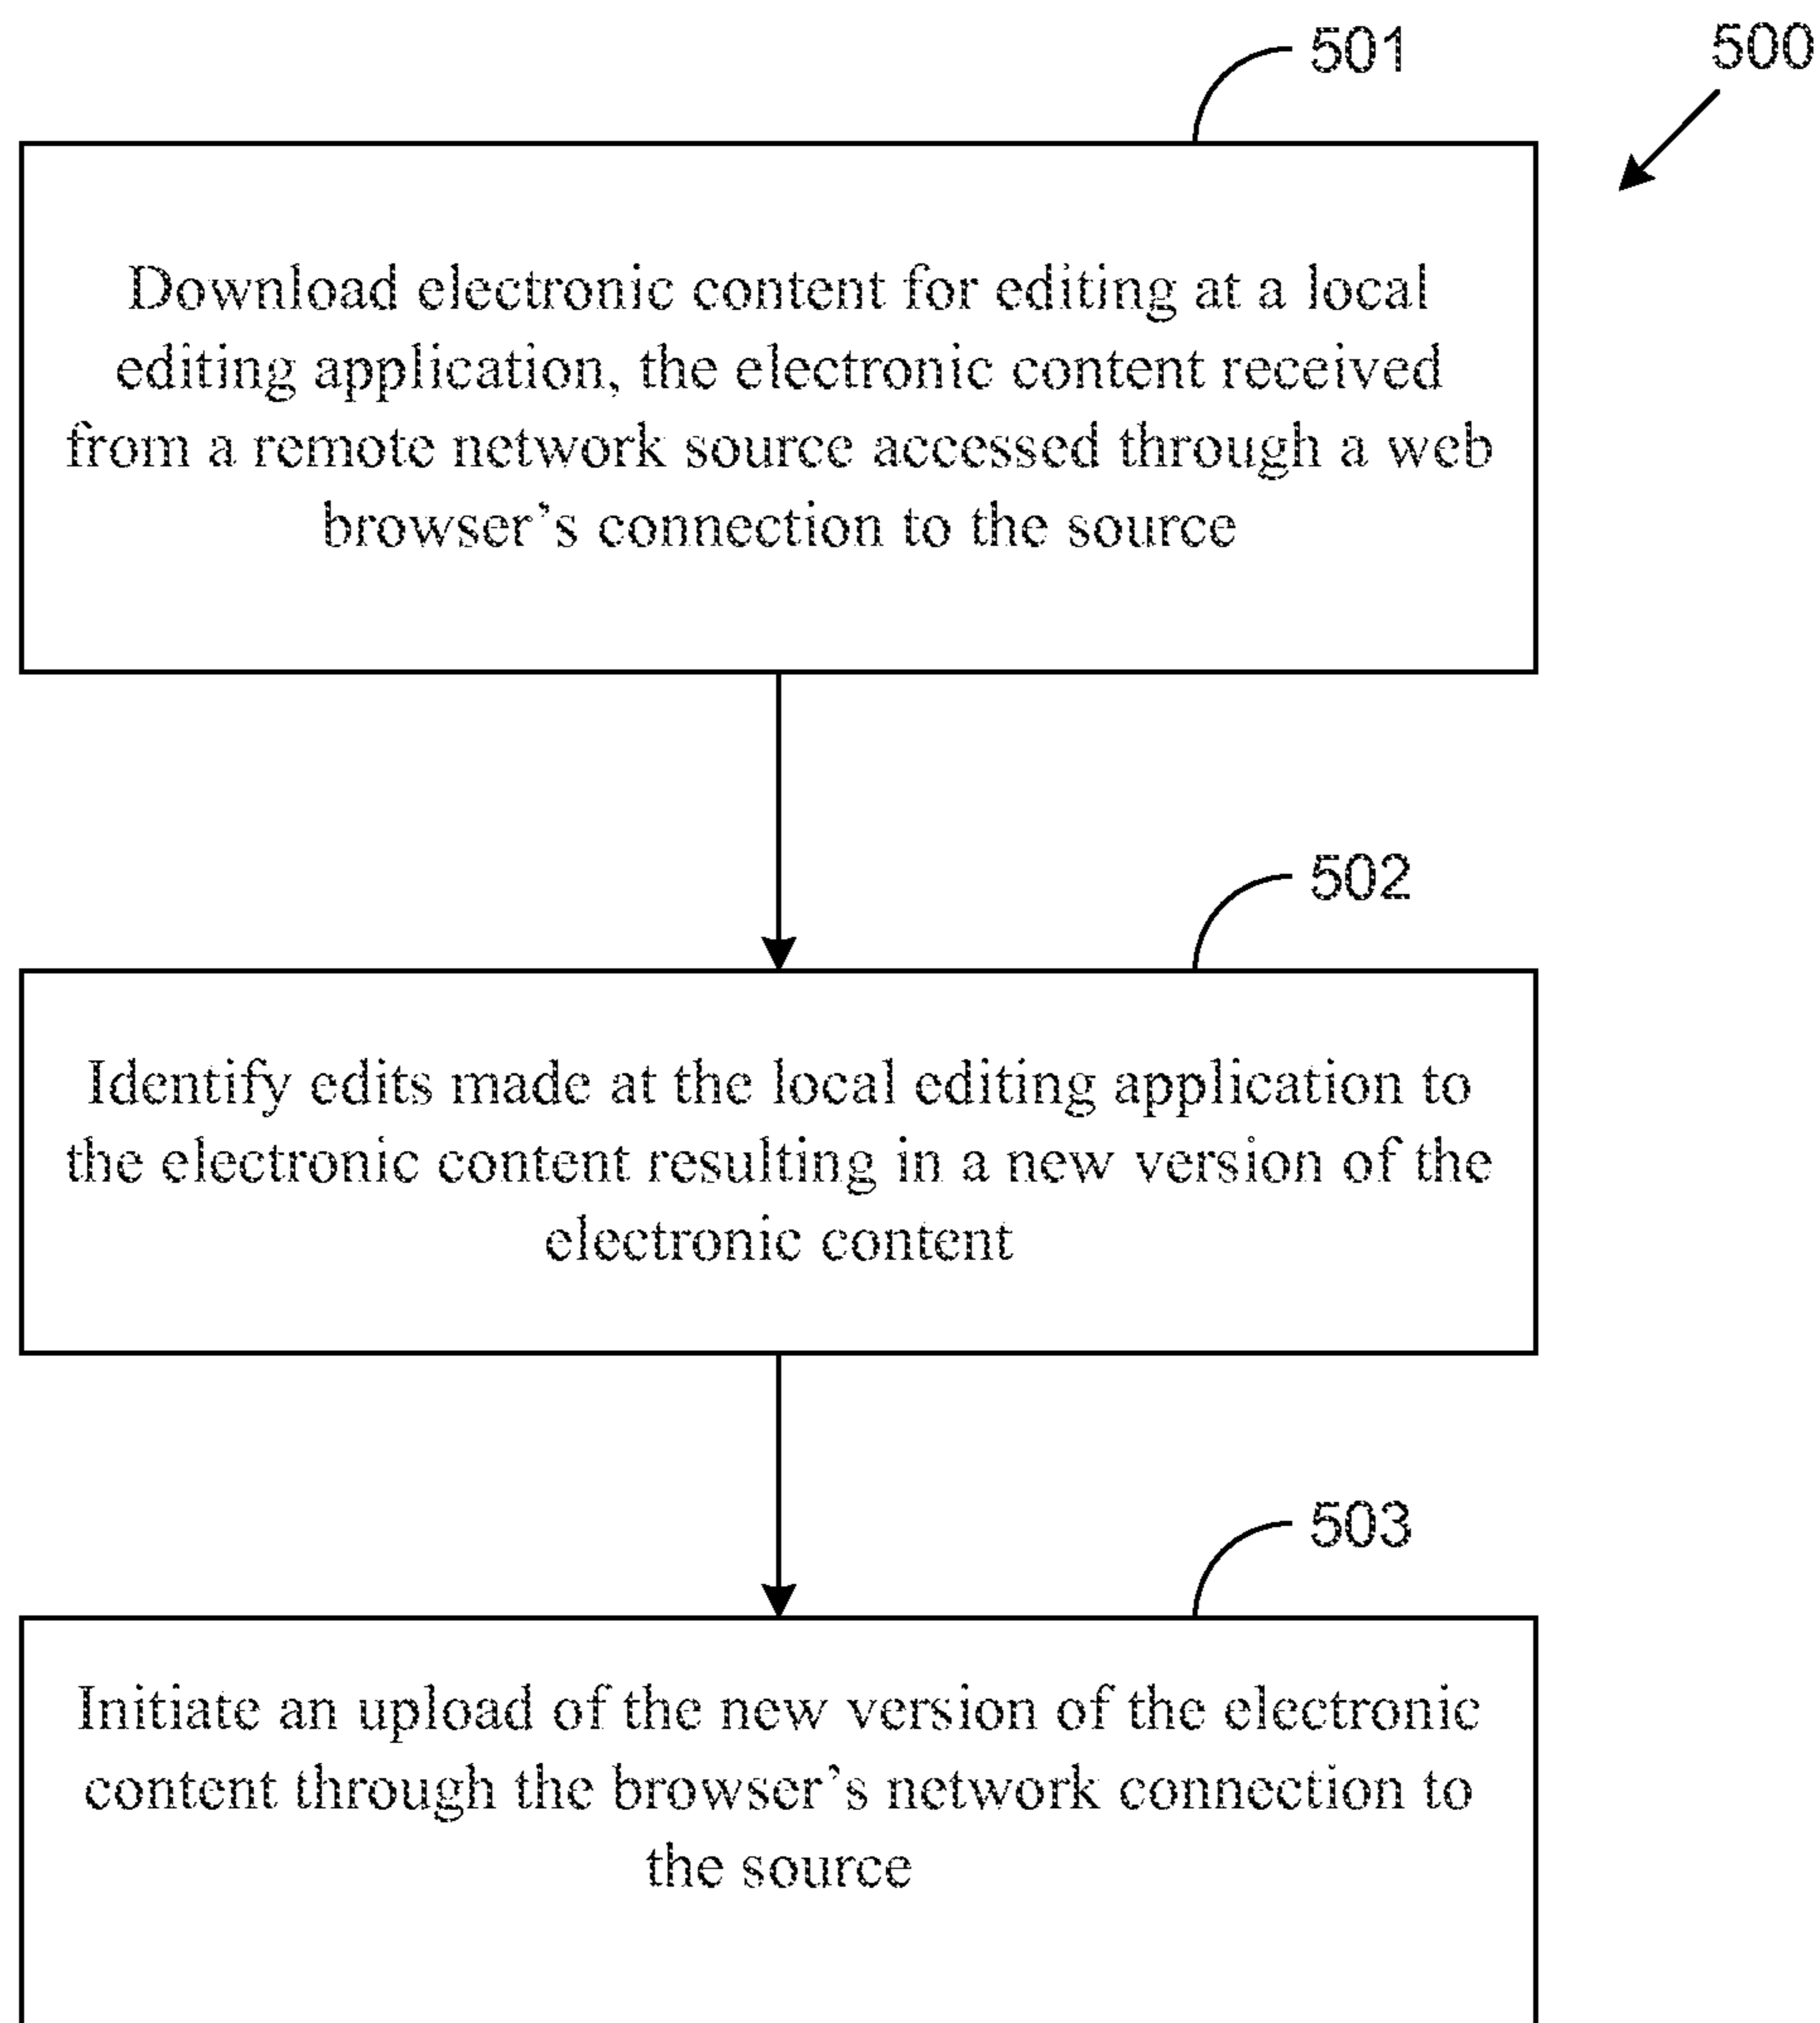 501
500
Download electronic content for editing at a local
editing application, the electronic content received
from a remote network source accessed through a web
browser’s connection to the source
502
Identify edits made at the local editing application to
the electronic content resulting in a new version of the
electronic content
503
Initiate an upload of the new version of the electronic
content through the browser’s network connection to
the source